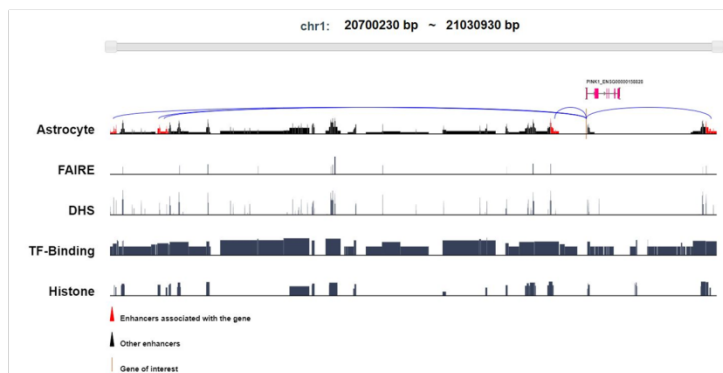 chr1: 20700230 bp ~ 21030930 bp
Astrocyte
FAIRE
DHS
TF-Binding
Histone
Enhancers associated with the gene
Other enhancers
Gene of interest